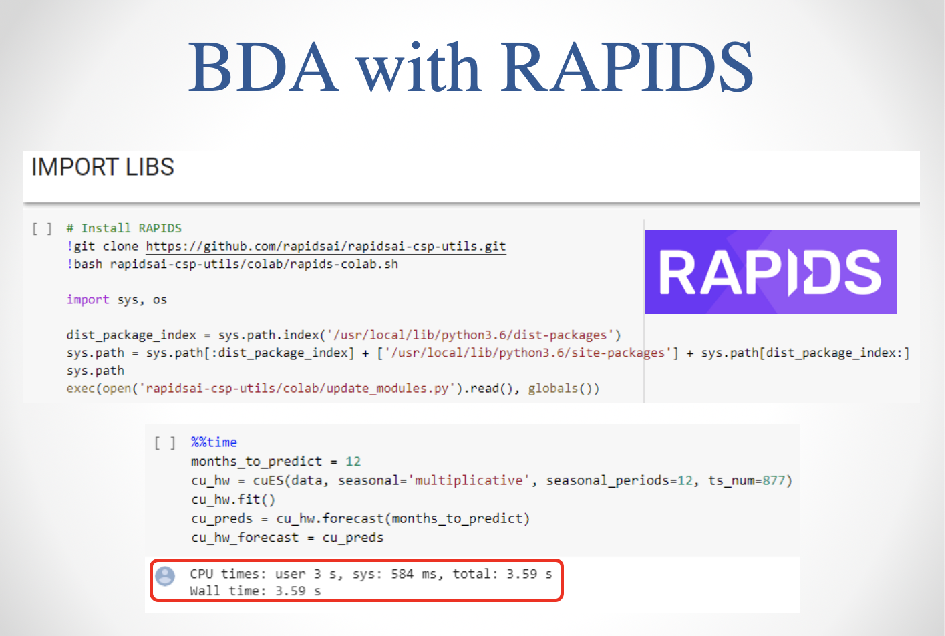 BDA with RAPIDS
IMPORT LIBS
[ ] # Install RAPIDS
!git clone https://github.com/rapidsai/rapidsai-csp-utils.git
!bash rapidsai-csp-utils/colab/rapids-colab.sh
import sys, os
dist_package_index = sys.path.index('/usr/local/lib/python3.6/dist-packages')
sys.path = sys.path[:dist_package_index] + ['/usr/local/lib/python3.6/site-packages'] + sys.path[dist_package_index:]
sys.path
exec(open('rapidsai-csp-utils/colab/update_modules.py').read(), globals())
RAPIDS
[ ] %%time
months_to_predict = 12
cu_hw = cuES(data, seasonal='multiplicative', seasonal_periods=12, ts_num=877)
cu_hw.fit()
cu_preds = cu_hw.forecast(months_to_predict)
cu_hw_forecast = cu_preds
CPU times: user 3 s, sys: 584 ms, total: 3.59 s
Wall time: 3.59 s